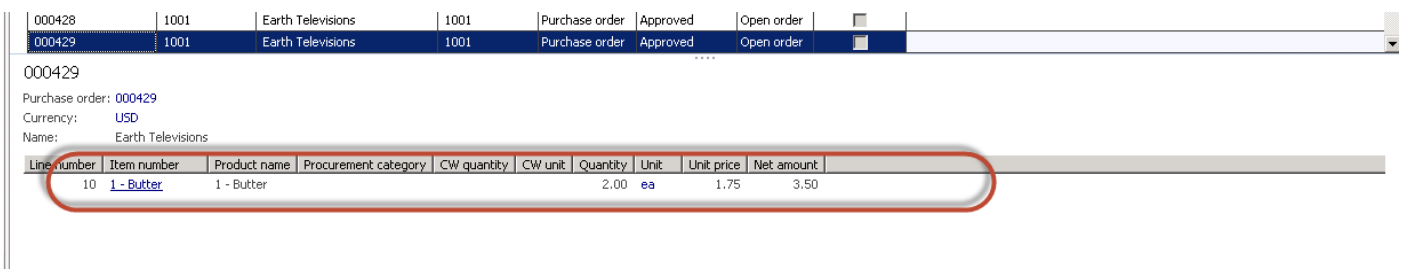 000428 1001 Earth Televisions 1001 Purchase order Approved Open order
000429 1001 Earth Televisions 1001 Purchase order Approved Open order
000429
Purchase order: 000429
Currency: USD
Name: Earth Televisions
Line number Item number Product name Procurement category CW quantity CW unit Quantity Unit Unit price Net amount
10 1 - Butter 1 - Butter 2.00 ea 1.75 3.50